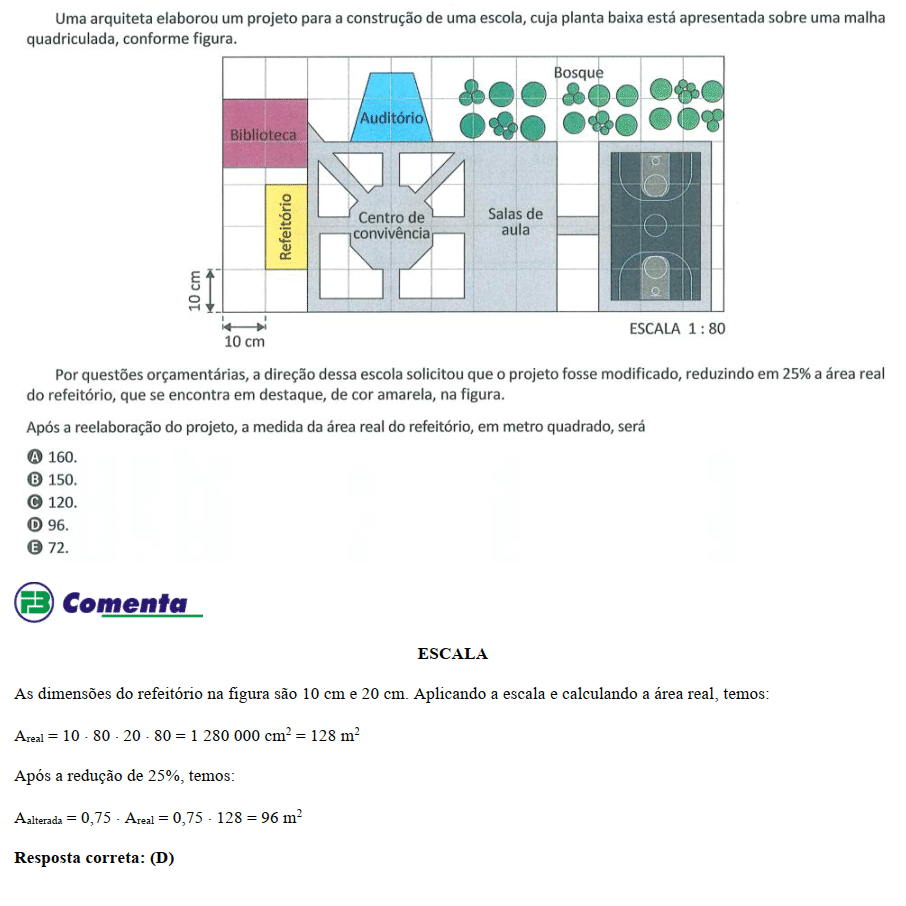 Uma arquiteta elaborou um projeto para a construção de uma escola, cuja planta baixa está apresentada sobre uma malha
quadriculada, conforme figura.
Bosque
Auditório
Biblioteca
Refeitório
Centro de
convivência
Salas de
aula
10 cm
10 cm
ESCALA 1 : 80
Por questões orçamentárias, a direção dessa escola solicitou que o projeto fosse modificado, reduzindo em 25% a área real
do refeitório, que se encontra em destaque, de cor amarela, na figura.
Após a reelaboração do projeto, a medida da área real do refeitório, em metro quadrado, será
A 160.
B 150.
C 120.
D 96.
E 72.
FB Comenta
ESCALA
As dimensões do refeitório na figura são 10 cm e 20 cm. Aplicando a escala e calculando a área real, temos:
Areal = 10 · 80 · 20 · 80 = 1 280 000 cm² = 128 m²
Após a redução de 25%, temos:
Aalterada = 0,75 · Areal = 0,75 · 128 = 96 m²
Resposta correta: (D)